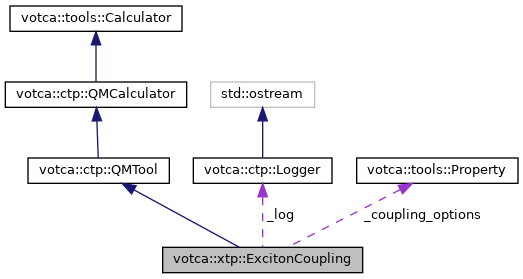 votca::tools::Calculator
votca::ctp::QMCalculator
std::ostream
votca::ctp::QMTool
votca::ctp::Logger
votca::tools::Property
_log
_coupling_options
votca::xtp::ExcitonCoupling